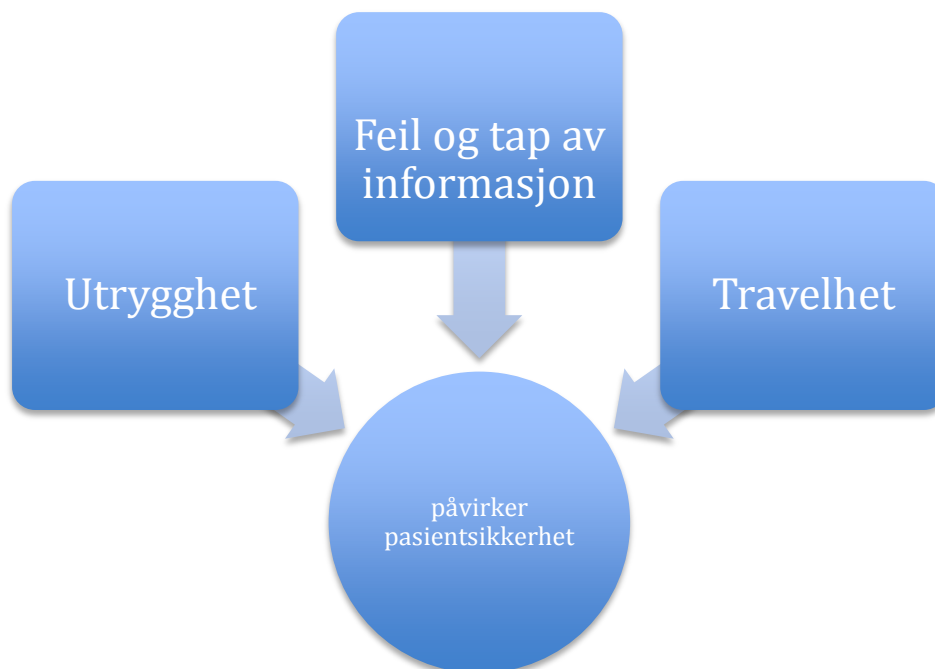 Feil og tap av
informasjon
Utrygghet
Travelhet
påvirker
pasientsikkerhet